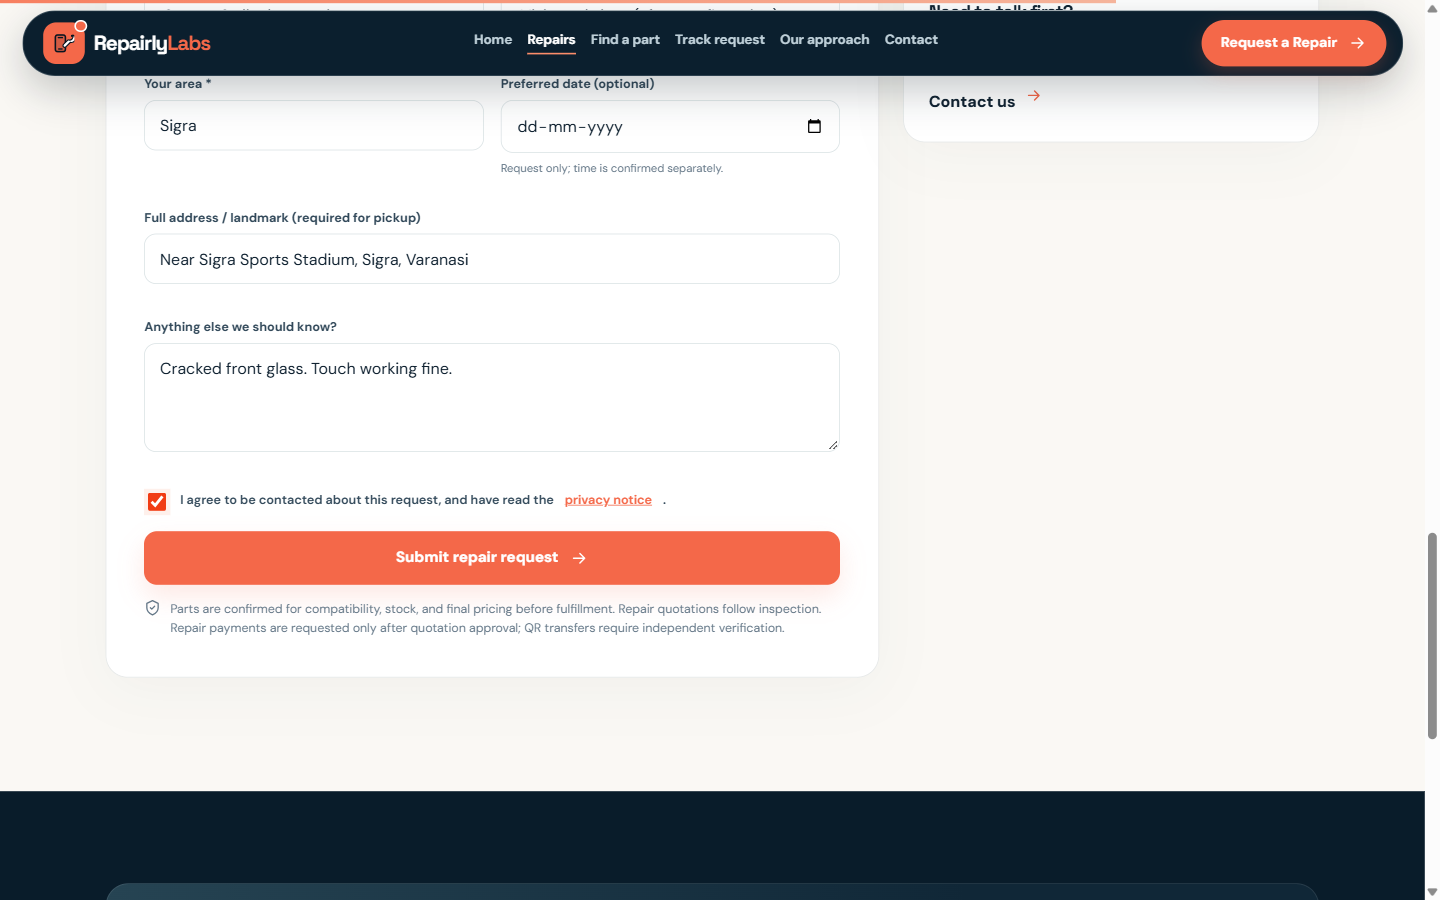 RepairlyLabs
Home Repairs Find a part Track request Our approach Contact
Request a Repair
Need to talk first?
Contact us
Your area *
Sigra
Preferred date (optional)
dd-mm-yyyy
Request only; time is confirmed separately.
Full address / landmark (required for pickup)
Near Sigra Sports Stadium, Sigra, Varanasi
Anything else we should know?
Cracked front glass. Touch working fine.
I agree to be contacted about this request, and have read the privacy notice .
Submit repair request
Parts are confirmed for compatibility, stock, and final pricing before fulfillment. Repair quotations follow inspection.
Repair payments are requested only after quotation approval; QR transfers require independent verification.